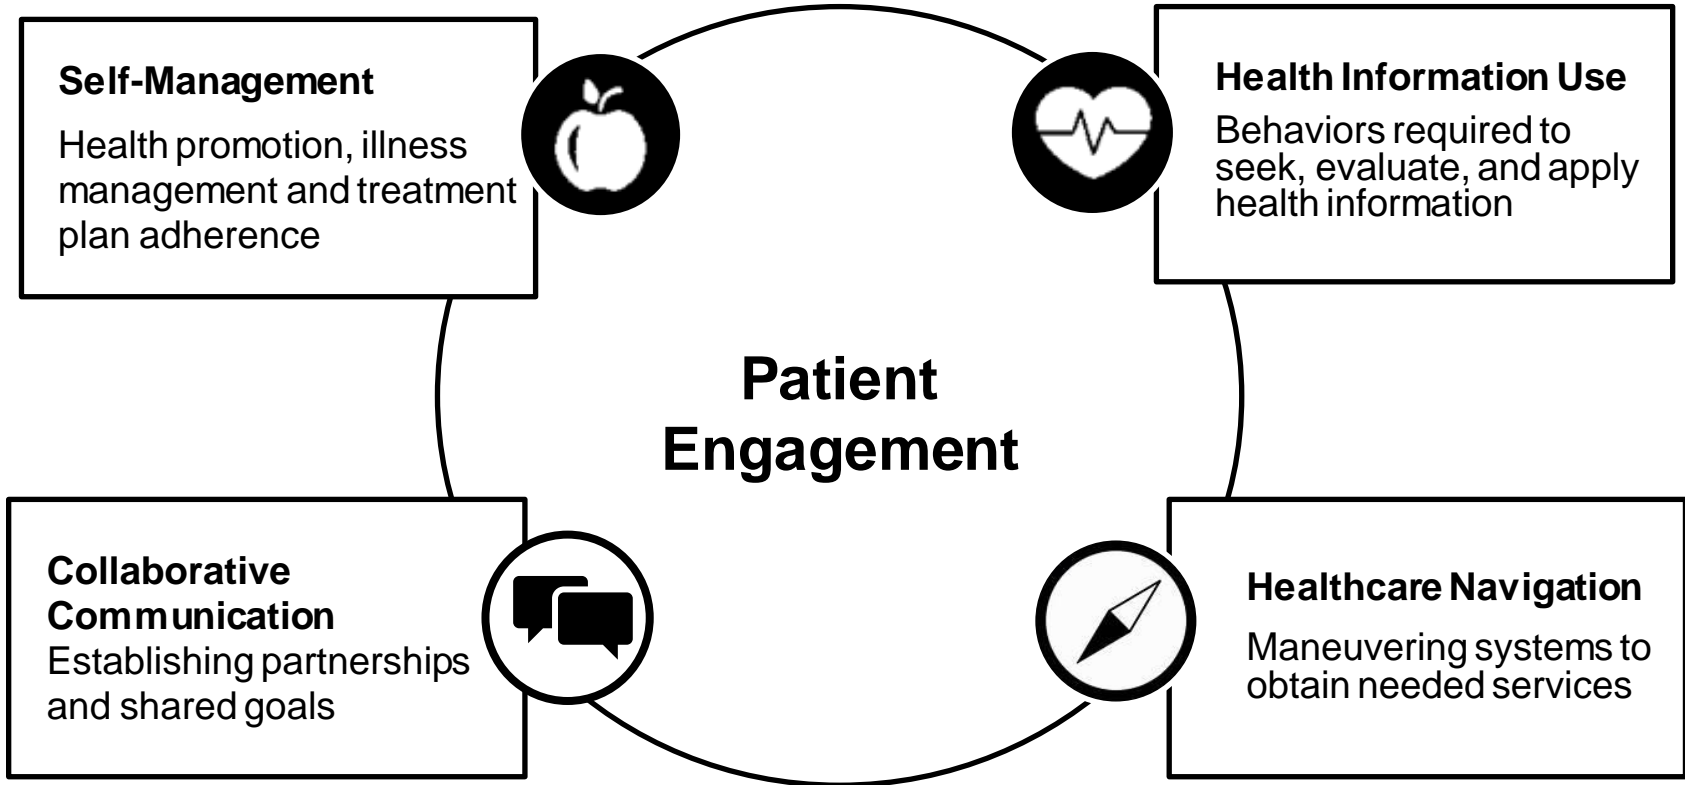 Self-Management
Health promotion, illness
management and treatment
plan adherence
Health Information Use
Behaviors required to
seek, evaluate, and apply
health information
Patient
Engagement
Collaborative
Communication
Establishing partnerships
and shared goals
Healthcare Navigation
Maneuvering systems to
obtain needed services